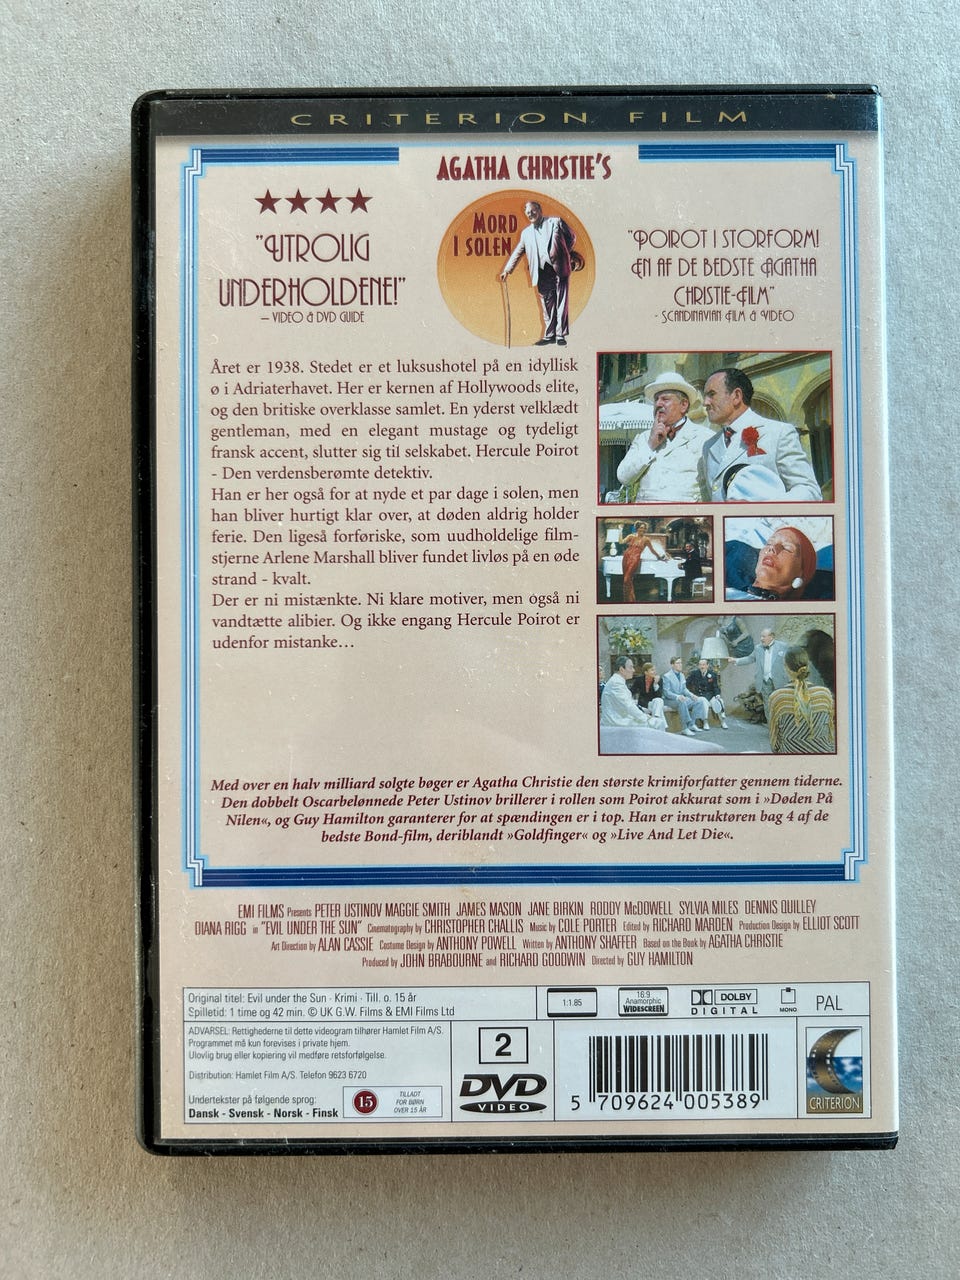 CRITERION FILM
AGATHA CHRISTIE'S
MORD
I SOLEN
"UTROLIG
UNDERHOLDENE!"
– VIDEO & DVD GUIDE
"POIROT I STORFORM!
EN AF DE BEDSTE AGATHA
CHRISTIE-FILM"
- SCANDINAVIAN FILM & VIDEO
Året er 1938. Stedet er et luksushotel på en idyllisk
ø i Adriaterhavet. Her er kernen af Hollywoods elite,
og den britiske overklasse samlet. En yderst velklædt
gentleman, med en elegant mustage og tydeligt
fransk accent, slutter sig til selskabet. Hercule Poirot
- Den verdensberømte detektiv.
Han er her også for at nyde et par dage i solen, men
han bliver hurtigt klar over, at døden aldrig holder
ferie. Den ligeså forføriske, som uudholdelige film-
stjerne Arlene Marshall bliver fundet livløs på en øde
strand - kvalt.
Der er ni mistænkte. Ni klare motiver, men også ni
vandtætte alibier. Og ikke engang Hercule Poirot er
udenfor mistanke…
Med over en halv milliard solgte bøger er Agatha Christie den største krimiforfatter gennem tiderne.
Den dobbelt Oscarbelønnede Peter Ustinov brillerer i rollen som Poirot akkurat som i »Døden På
Nilen«, og Guy Hamilton garanterer for at spændingen er i top. Han er instruktøren bag 4 af de
bedste Bond-film, deriblandt »Goldfinger« og »Live And Let Die«.
EMI FILMS Presents PETER USTINOV MAGGIE SMITH JAMES MASON JANE BIRKIN RODDY McDOWELL SYLVIA MILES DENNIS QUILLEY
DIANA RIGG in "EVIL UNDER THE SUN" Cinematography by CHRISTOPHER CHALLIS Music by COLE PORTER Edited by RICHARD MARDEN Production Design by ELLIOT SCOTT
Art Direction by ALAN CASSIE Costume Design by ANTHONY POWELL Written by ANTHONY SHAFFER Based on the Book by AGATHA CHRISTIE
Produced by JOHN BRABOURNE and RICHARD GOODWIN Directed by GUY HAMILTON
Original titel: Evil under the Sun · Krimi · Till. o. 15 år
Spilletid: 1 time og 42 min. © UK G.W. Films & EMI Films Ltd
1:1.85
16:9
Anamorphic
WIDESCREEN
DOLBY
DIGITAL
MONO
PAL
ADVARSEL: Rettighederne til dette videogram tilhører Hamlet Film A/S.
Programmet må kun forevises i private hjem.
Ulovlig brug eller kopiering vil medføre retsforfølgelse.
Distribution: Hamlet Film A/S. Telefon 9623 6720
Undertekster på følgende sprog:
Dansk - Svensk - Norsk - Finsk
15
TILLADT
FOR BØRN
OVER 15 ÅR
2
DVD
VIDEO
5 709624 005389
CRITERION